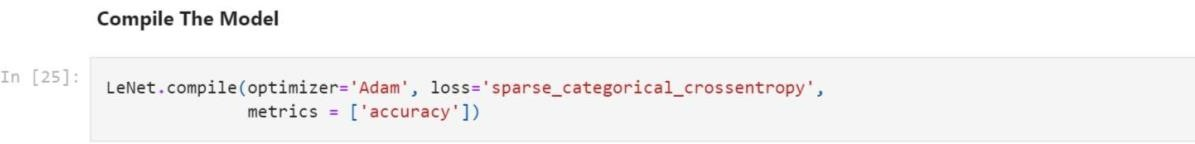 Compile The Model
In [25]:
LeNet.compile(optimizer='Adam', loss='sparse_categorical_crossentropy',
metrics = ['accuracy'])